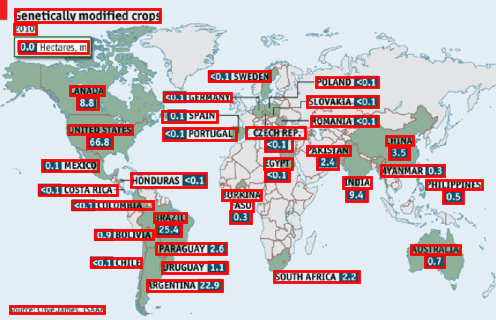 Genetically modified crops
2010
0.0 Hectares, m
CANADA
8.8
UNITED STATES
66.8
0.1 MEXICO
<0.1 COSTA RICA
HONDURAS <0.1
<0.1 COLOMBIA
0.9 BOLIVIA
<0.1 CHILE
BRAZIL
25.4
PARAGUAY 2.6
URUGUAY 1.1
ARGENTINA 22.9
<0.1 SWEDEN
<0.1 GERMANY
0.1 SPAIN
<0.1 PORTUGAL
POLAND <0.1
SLOVAKIA <0.1
ROMANIA <0.1
CZECH REP.
<0.1
EGYPT
<0.1
BURKINA
FASO
0.3
SOUTH AFRICA 2.2
PAKISTAN
2.4
INDIA
9.4
CHINA
3.5
MYANMAR 0.3
PHILIPPINES
0.5
AUSTRALIA
0.7
Source: Clive James, ISAAA